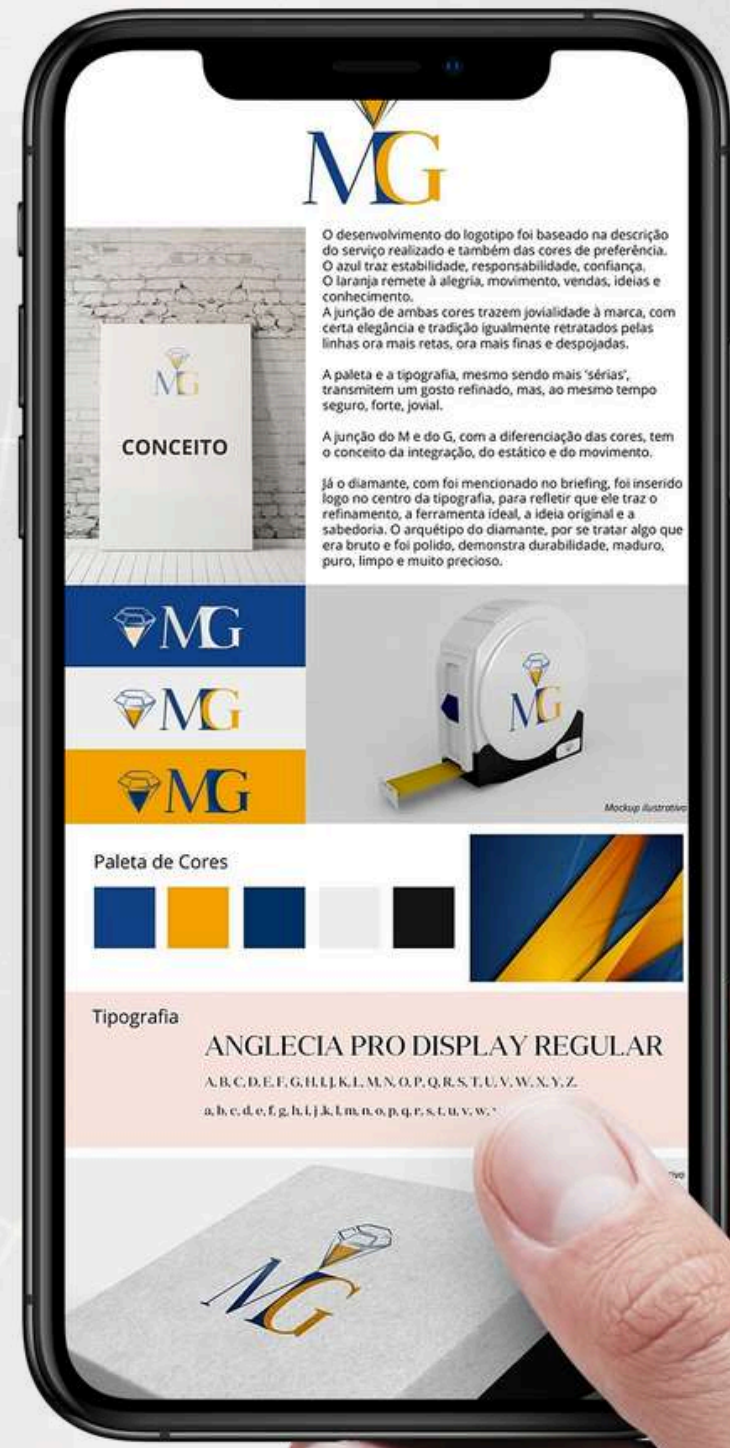 MG
O desenvolvimento do logotipo foi baseado na descrição
do serviço realizado e também das cores de preferência.
O azul traz estabilidade, responsabilidade, confiança.
O laranja remete à alegria, movimento, vendas, ideias e
conhecimento.
A junção de ambas cores trazem jovialidade à marca, com
certa elegância e tradição igualmente retratados pelas
linhas ora mais retas, ora mais finas e despojadas.
A paleta e a tipografia, mesmo sendo mais 'sérias',
transmitem um gosto refinado, mas, ao mesmo tempo
seguro, forte, jovial.
A junção do M e do G, com a diferenciação das cores, tem
o conceito da integração, do estático e do movimento.
Já o diamante, com foi mencionado no briefing, foi inserido
logo no centro da tipografia, para refletir que ele traz o
refinamento, a ferramenta ideal, a ideia original e a
sabedoria. O arquétipo do diamante, por se tratar algo que
era bruto e foi polido, demonstra durabilidade, maduro,
puro, limpo e muito precioso.
MG
CONCEITO
MG
MG
MG
MG
Mockup ilustrativo
Paleta de Cores
Tipografia
ANGLECIA PRO DISPLAY REGULAR
A, B, C, D, E, F, G, H, I, J, K, L, M, N, O, P, Q, R, S, T, U, V, W, X, Y, Z.
a, b, c, d, e, f, g, h, i, j, k, l, m, n, o, p, q, r, s, t, u, v, w,
MG